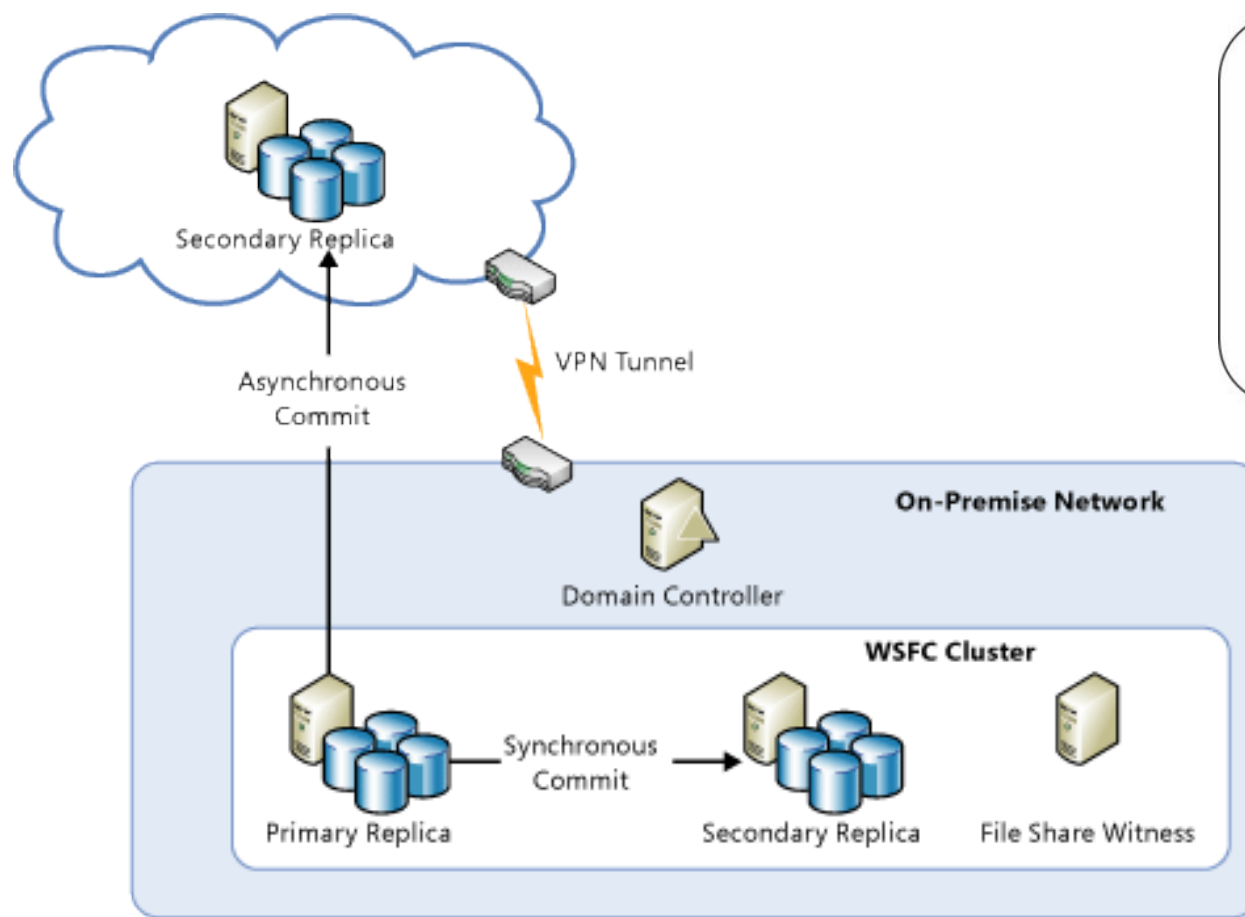 Secondary Replica
Asynchronous
Commit
VPN Tunnel
On-Premise Network
Domain Controller
WSFC Cluster
Synchronous
Commit
Primary Replica
Secondary Replica
File Share Witness